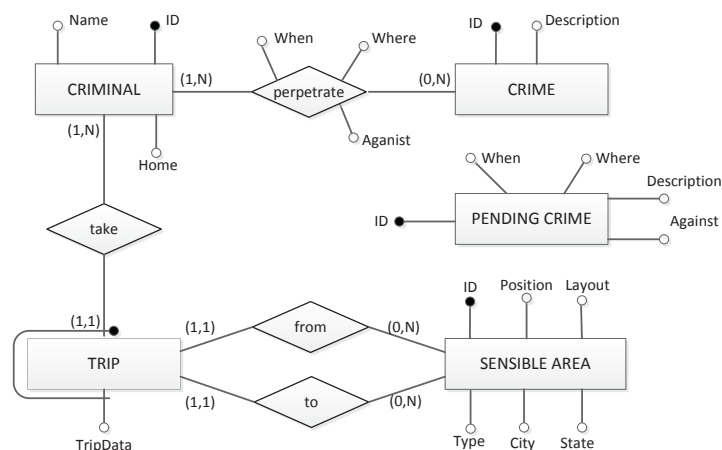 Name
ID
When
Where
ID
Description
CRIMINAL
(1,N)
perpetrate
(0,N)
CRIME
(1,N)
Home
Aganist
When
Where
Description
ID
PENDING CRIME
Against
take
ID
Position
Layout
(1,1)
(1,1)
from
(0,N)
TRIP
SENSIBLE AREA
(1,1)
to
(0,N)
TripData
Type
City
State